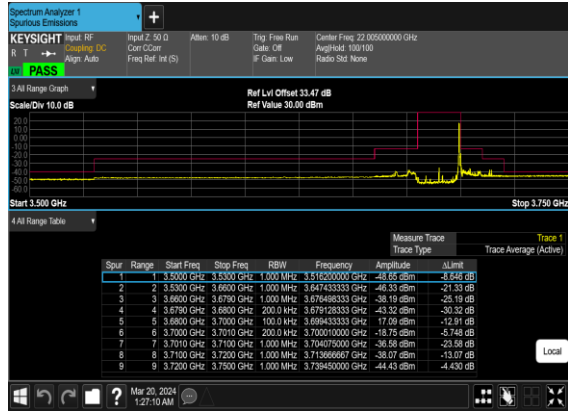 Spectrum Analyzer 1
Spurious Emissions
+
KEYSIGHT Input: RF Input Z: 50 Ω Atten: 10 dB Trig: Free Run Center Freq: 22.005000000 GHz
R T Coupling: DC Corr CCorr Gate: Off Avg|Hold: 100/100
Align: Auto Freq Ref: Int (S) IF Gain: Low Radio Std: None
PASS
3 All Range Graph
Ref Lvl Offset 33.47 dB
Scale/Div 10.0 dB Ref Value 30.00 dBm
20.0
10.0
0.00
-10.0
-20.0
-30.0
-40.0
-50.0
-60.0
Start 3.500 GHz Stop 3.750 GHz
4 All Range Table
Measure Trace Trace 1
Trace Type Trace Average (Active)
Spur Range Start Freq Stop Freq RBW Frequency Amplitude ΔLimit
1 1 3.5000 GHz 3.5300 GHz 1.000 MHz 3.516200000 GHz -48.65 dBm -8.646 dB
2 2 3.5300 GHz 3.6600 GHz 1.000 MHz 3.647433333 GHz -46.33 dBm -21.33 dB
3 3 3.6600 GHz 3.6790 GHz 1.000 MHz 3.676498333 GHz -38.19 dBm -25.19 dB
4 4 3.6790 GHz 3.6800 GHz 200.0 kHz 3.679128333 GHz -43.32 dBm -30.32 dB
5 5 3.6800 GHz 3.7000 GHz 100.0 kHz 3.699433333 GHz 17.09 dBm -12.91 dB
6 6 3.7000 GHz 3.7010 GHz 200.0 kHz 3.700010000 GHz -18.75 dBm -5.748 dB
7 7 3.7010 GHz 3.7100 GHz 1.000 MHz 3.704075000 GHz -36.58 dBm -23.58 dB
8 8 3.7100 GHz 3.7200 GHz 1.000 MHz 3.713666667 GHz -38.07 dBm -13.07 dB
9 9 3.7200 GHz 3.7500 GHz 1.000 MHz 3.739450000 GHz -44.43 dBm -4.430 dB
Local
?
Mar 20, 2024
1:27:10 AM